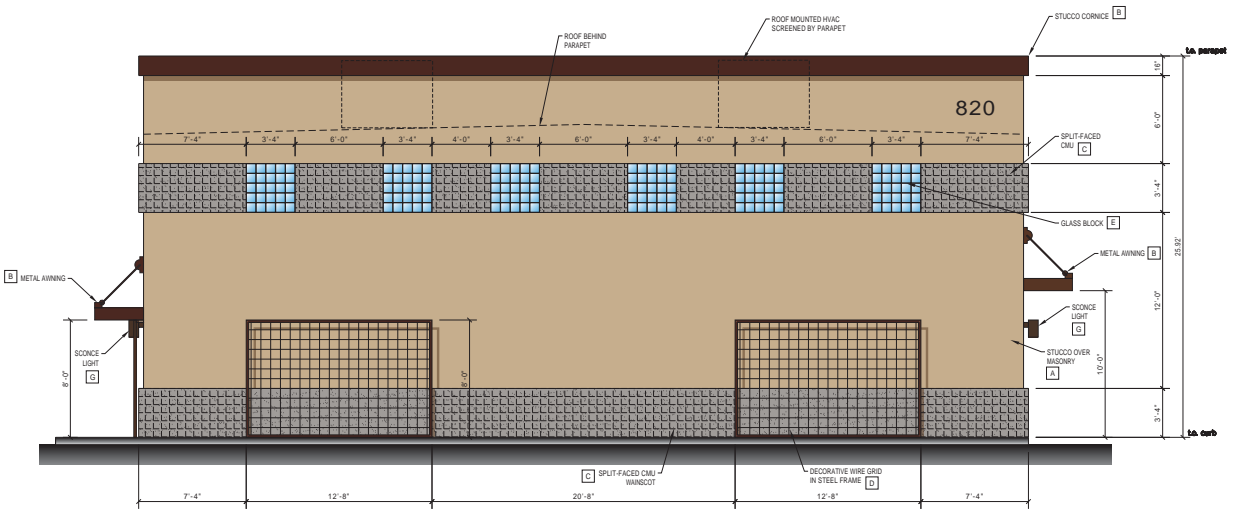 ROOF MOUNTED HVAC
SCREENED BY PARAPET
STUCCO CORNICE B
ROOF BEHIND
PARAPET
t.o. parapet
16"
820
6'-0"
7'-4" 3'-4" 6'-0" 3'-4" 4'-0" 3'-4" 6'-0" 3'-4" 4'-0" 3'-4" 6'-0" 3'-4" 7'-4"
SPLIT-FACED
CMU C
3'-4"
GLASS BLOCK E
25.92'
METAL AWNING B
B METAL AWNING
12'-0"
SCONCE
LIGHT
G
SCONCE
LIGHT
G
STUCCO OVER
MASONRY
A
8'-0"
8'-0"
10'-0"
3'-4"
t.o. curb
C SPLIT-FACED CMU
WAINSCOT
DECORATIVE WIRE GRID
IN STEEL FRAME D
7'-4" 12'-8" 20'-8" 12'-8" 7'-4"